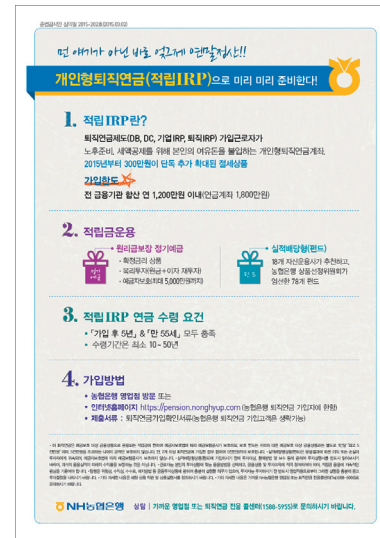 준법감시인 심의필 2015-2028(2015.03.02)
먼 얘기가 아닌 바로 엊그제 연말정산!!
개인형퇴직연금(적립IRP)으로 미리 미리 준비한다!
1. 적립IRP란?
퇴직연금제도(DB, DC, 기업IRP, 퇴직IRP) 가입근로자가
노후준비, 세액공제를 위해 본인의 여유돈을 불입하는 개인형퇴직연금계좌.
2015년부터 300만원이 단독 추가 확대된 절세상품
가입한도
전 금융기관 합산 연 1,200만원 이내(연금계좌 1,800만원)
2. 적립금운용
원리금보장 정기예금
• 확정금리 상품
• 복리투자(원금+이자 재투자)
• 예금자보호(최대 5,000만원까지)
정기예금
실적배당형(펀드)
18개 자산운용사가 추천하고,
농협은행 상품선정위원회가
엄선한 78개 펀드
펀드
3. 적립IRP 연금 수령 요건
• 「가입 후 5년」 & 「만 55세」 모두 충족
• 수령기간은 최소 10~50년
4. 가입방법
• 농협은행 영업점 방문 또는
• 인터넷홈페이지 https://pension.nonghyup.com (농협은행 퇴직연금 가입자에 한함)
• 제출서류 : 퇴직연금가입확인서류(농협은행 퇴직연금 가입고객은 생략가능)
NH농협은행
상담 | 가까운 영업점 또는 퇴직연금 전용 콜센터(1588-5955)로 문의하시기 바랍니다.